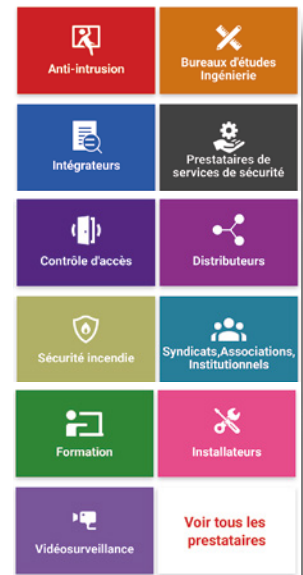 Anti-intrusion
Bureaux d'études
Ingénierie
Intégrateurs
Prestataires de
services de sécurité
Contrôle d'accès
Distributeurs
Sécurité incendie
Syndicats,Associations,
Institutionnels
Formation
Installateurs
Vidéosurveillance
Voir tous les
prestataires